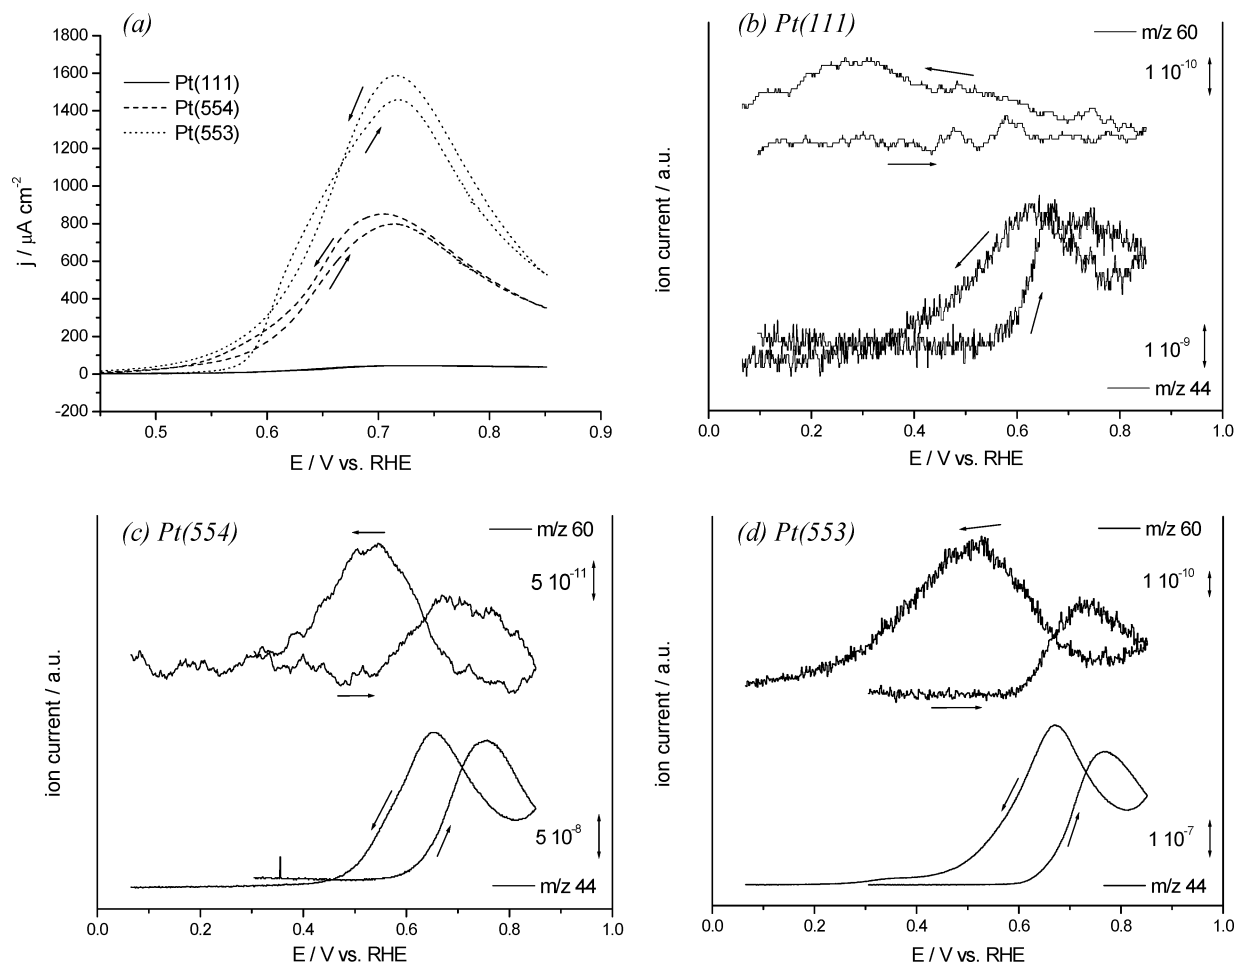 (a)
1800
1600
1400
1200
1000
800
600
400
200
0
-200
j / μA cm-2
Pt(111)
Pt(554)
Pt(553)
0.5 0.6 0.7 0.8 0.9
E / V vs. RHE
(b) Pt(111)
m/z 60
1 10-10
ion current / a.u.
1 10-9
m/z 44
0.0 0.2 0.4 0.6 0.8 1.0
E / V vs. RHE
(c) Pt(554)
m/z 60
5 10-11
ion current / a.u.
5 10-8
m/z 44
0.0 0.2 0.4 0.6 0.8 1.0
E / V vs. RHE
(d) Pt(553)
m/z 60
1 10-10
ion current / a.u.
1 10-7
m/z 44
0.0 0.2 0.4 0.6 0.8 1.0
E / V vs. RHE